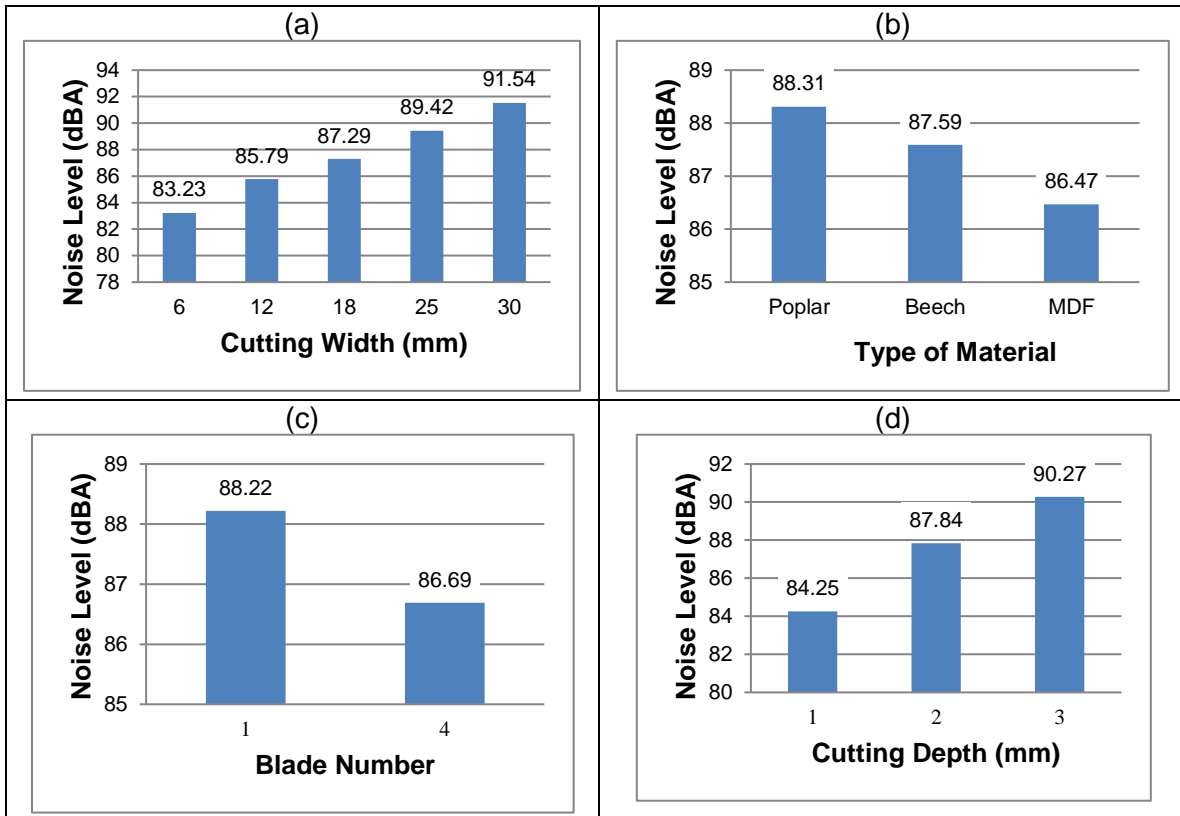 (a)
Noise Level (dBA)
94
92
90
88
86
84
82
80
78
83.23
85.79
87.29
89.42
91.54
6 12 18 25 30
Cutting Width (mm)
(b)
Noise Level (dBA)
89
88
87
86
85
88.31
87.59
86.47
Poplar Beech MDF
Type of Material
(c)
Noise Level (dBA)
89
88
87
86
85
88.22
86.69
1 4
Blade Number
(d)
Noise Level (dBA)
92
90
88
86
84
82
80
84.25
87.84
90.27
1 2 3
Cutting Depth (mm)